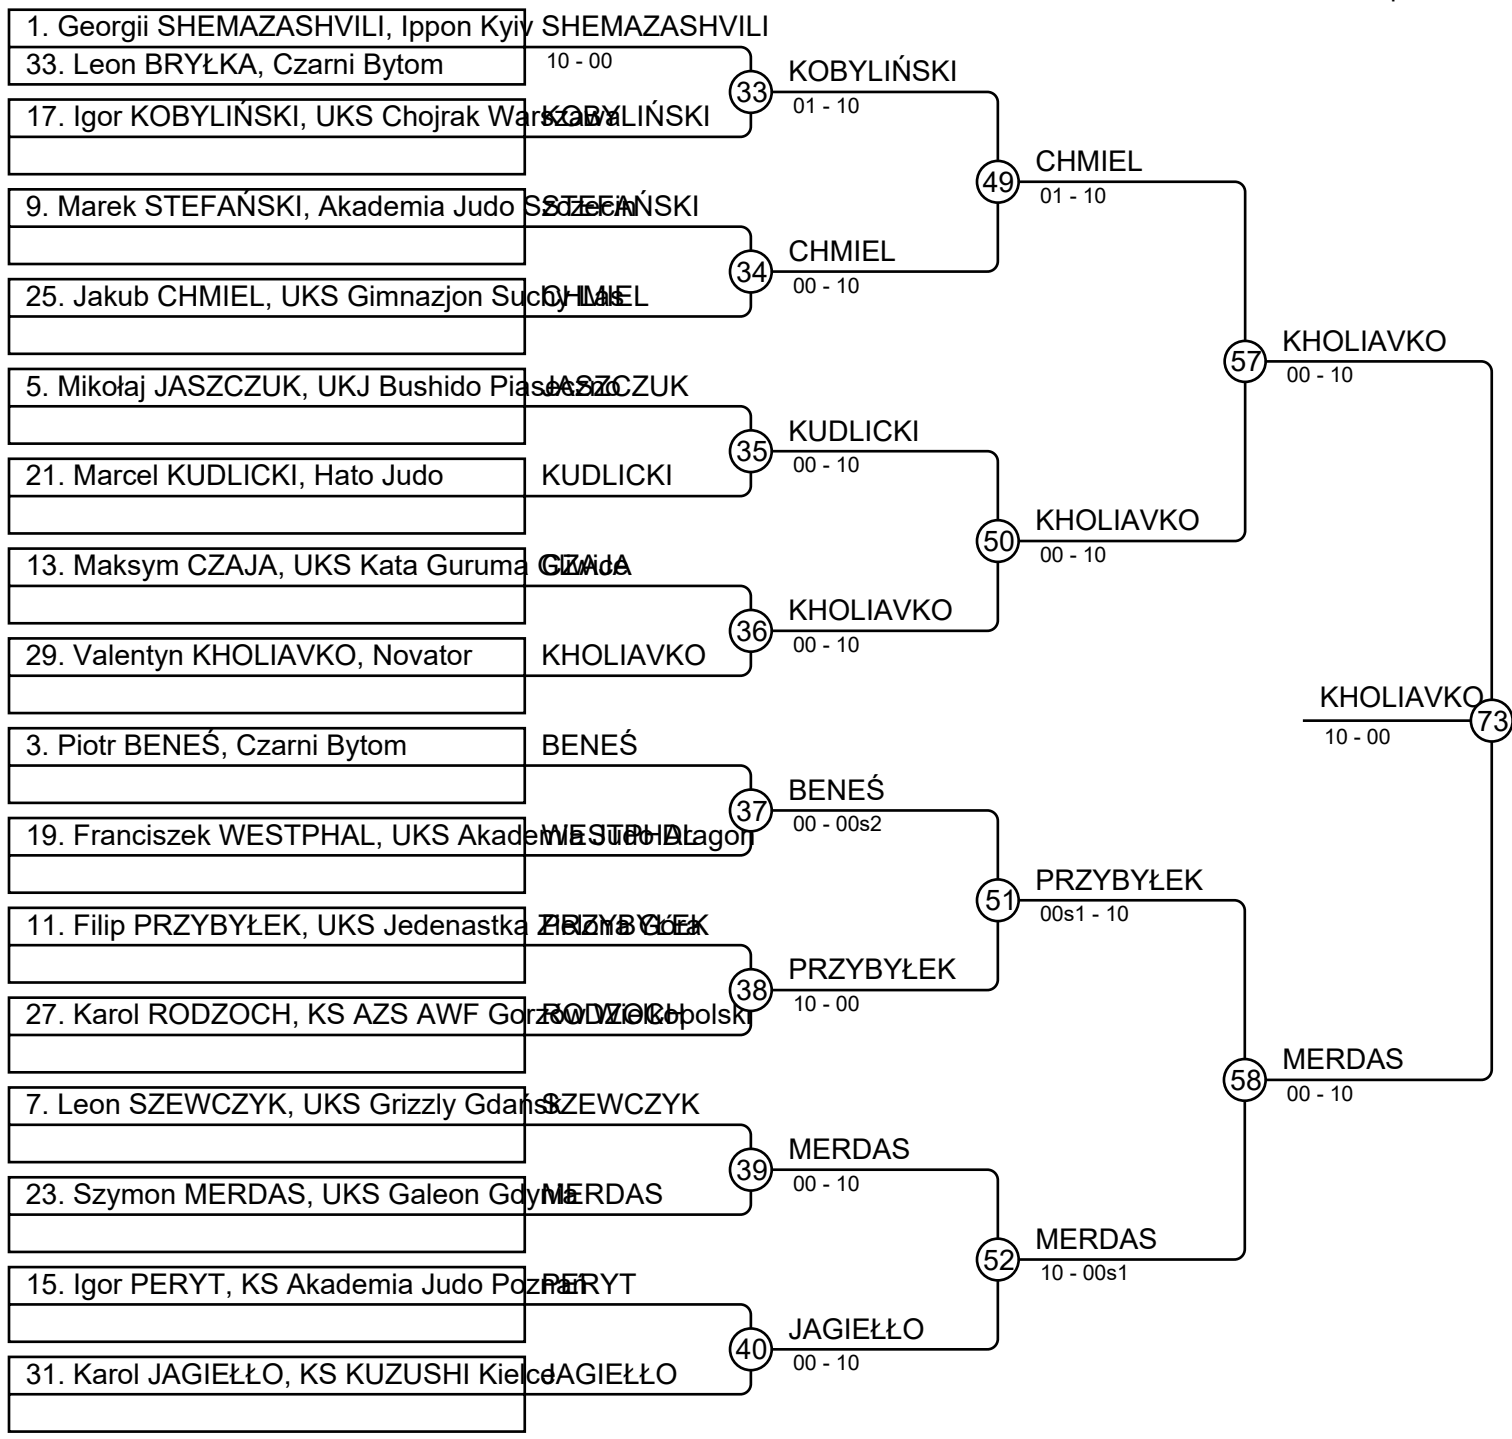 1. Georgii SHEMAZASHVILI, Ippon Kyiv SHEMAZASHVILI
33. Leon BRYŁKA, Czarni Bytom 10 - 00
33 KOBYLIŃSKI
01 - 10
17. Igor KOBYLIŃSKI, UKS Chojrak Warszawa KOBYLIŃSKI
49 CHMIEL
01 - 10
9. Marek STEFAŃSKI, Akademia Judo Szczecin STEFAŃSKI
34 CHMIEL
00 - 10
25. Jakub CHMIEL, UKS Gimnazjon Suchy Las CHMIEL
57 KHOLIAVKO
00 - 10
5. Mikołaj JASZCZUK, UKJ Bushido Piaseczno JASZCZUK
35 KUDLICKI
00 - 10
21. Marcel KUDLICKI, Hato Judo KUDLICKI
50 KHOLIAVKO
00 - 10
13. Maksym CZAJA, UKS Kata Guruma Gliwice CZAJA
36 KHOLIAVKO
00 - 10
29. Valentyn KHOLIAVKO, Novator KHOLIAVKO
KHOLIAVKO 73
10 - 00
3. Piotr BENEŚ, Czarni Bytom BENEŚ
37 BENEŚ
00 - 00s2
19. Franciszek WESTPHAL, UKS Akademia Judo Aragon WESTPHAL
51 PRZYBYŁEK
00s1 - 10
11. Filip PRZYBYŁEK, UKS Jedenastka Zielona Góra PRZYBYŁEK
38 PRZYBYŁEK
10 - 00
27. Karol RODZOCH, KS AZS AWF Gorzów Wielkopolski RODZOCH
58 MERDAS
00 - 10
7. Leon SZEWCZYK, UKS Grizzly Gdańsk SZEWCZYK
39 MERDAS
00 - 10
23. Szymon MERDAS, UKS Galeon Gdynia MERDAS
52 MERDAS
10 - 00s1
15. Igor PERYT, KS Akademia Judo Poznań PERYT
40 JAGIEŁŁO
00 - 10
31. Karol JAGIEŁŁO, KS KUZUSHI Kielce JAGIEŁŁO